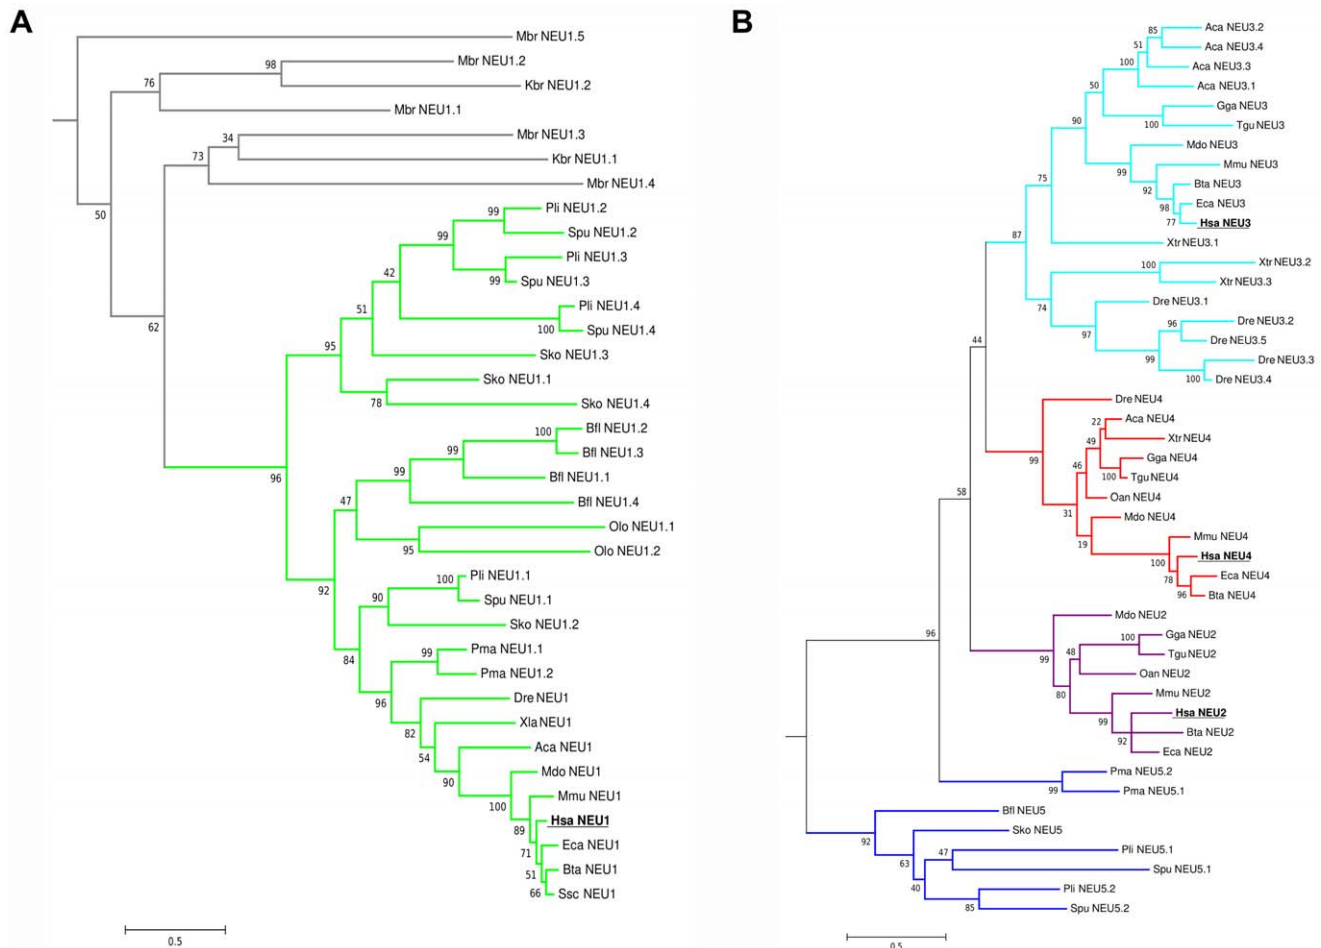 A
Mbr NEU1.5
98
Mbr NEU1.2
76
Kbr NEU1.2
Mbr NEU1.1
34
Mbr NEU1.3
73
Kbr NEU1.1
Mbr NEU1.4
50
99
Pli NEU1.2
99
Spu NEU1.2
Pli NEU1.3
42
99
Spu NEU1.3
51
Pli NEU1.4
62
100
Spu NEU1.4
95
Sko NEU1.3
Sko NEU1.1
78
Sko NEU1.4
100
Bfl NEU1.2
99
Bfl NEU1.3
96
99
Bfl NEU1.1
47
Bfl NEU1.4
Olo NEU1.1
95
Olo NEU1.2
92
100
Pli NEU1.1
90
Spu NEU1.1
Sko NEU1.2
84
99
Pma NEU1.1
Pma NEU1.2
96
Dre NEU1
82
Xla NEU1
54
Aca NEU1
90
Mdo NEU1
100
Mmu NEU1
89
Hsa NEU1
71
Eca NEU1
51
Bta NEU1
66
Ssc NEU1
0.5
B
85
Aca NEU3.2
51
Aca NEU3.4
100
Aca NEU3.3
50
Aca NEU3.1
Gga NEU3
90
100
Tgu NEU3
Mdo NEU3
99
Mmu NEU3
75
92
Bta NEU3
98
Eca NEU3
77
Hsa NEU3
87
Xtr NEU3.1
100
Xtr NEU3.2
Xtr NEU3.3
74
Dre NEU3.1
97
96
Dre NEU3.2
44
Dre NEU3.5
99
Dre NEU3.3
100
Dre NEU3.4
Dre NEU4
22
Aca NEU4
49
Xtr NEU4
99
46
Gga NEU4
100
Tgu NEU4
58
Oan NEU4
31
Mdo NEU4
19
Mmu NEU4
100
Hsa NEU4
78
Eca NEU4
96
Bta NEU4
Mdo NEU2
96
100
Gga NEU2
99
48
Tgu NEU2
Oan NEU2
80
Mmu NEU2
99
Hsa NEU2
92
Bta NEU2
Eca NEU2
Pma NEU5.2
99
Pma NEU5.1
Bfl NEU5
92
Sko NEU5
63
47
Pli NEU5.1
Spu NEU5.1
40
Pli NEU5.2
85
Spu NEU5.2
0.5